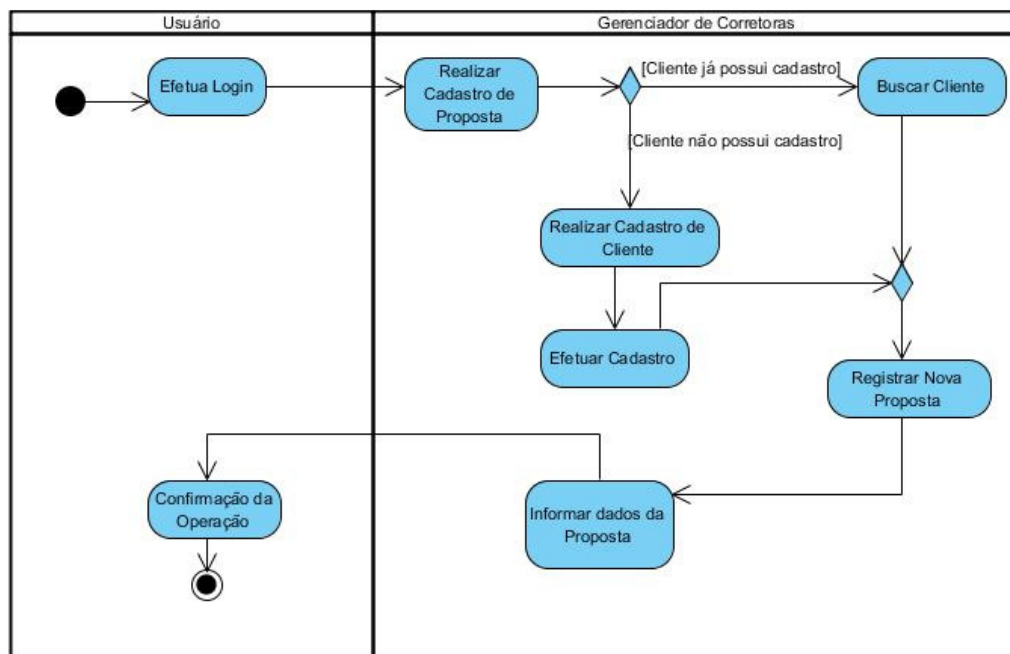 Usuário
Gerenciador de Corretoras
Efetua Login
Realizar
Cadastro de
Proposta
[Cliente já possui cadastro]
Buscar Cliente
[Cliente não possui cadastro]
Realizar Cadastro de
Cliente
Efetuar Cadastro
Registrar Nova
Proposta
Confirmação da
Operação
Informar dados da
Proposta